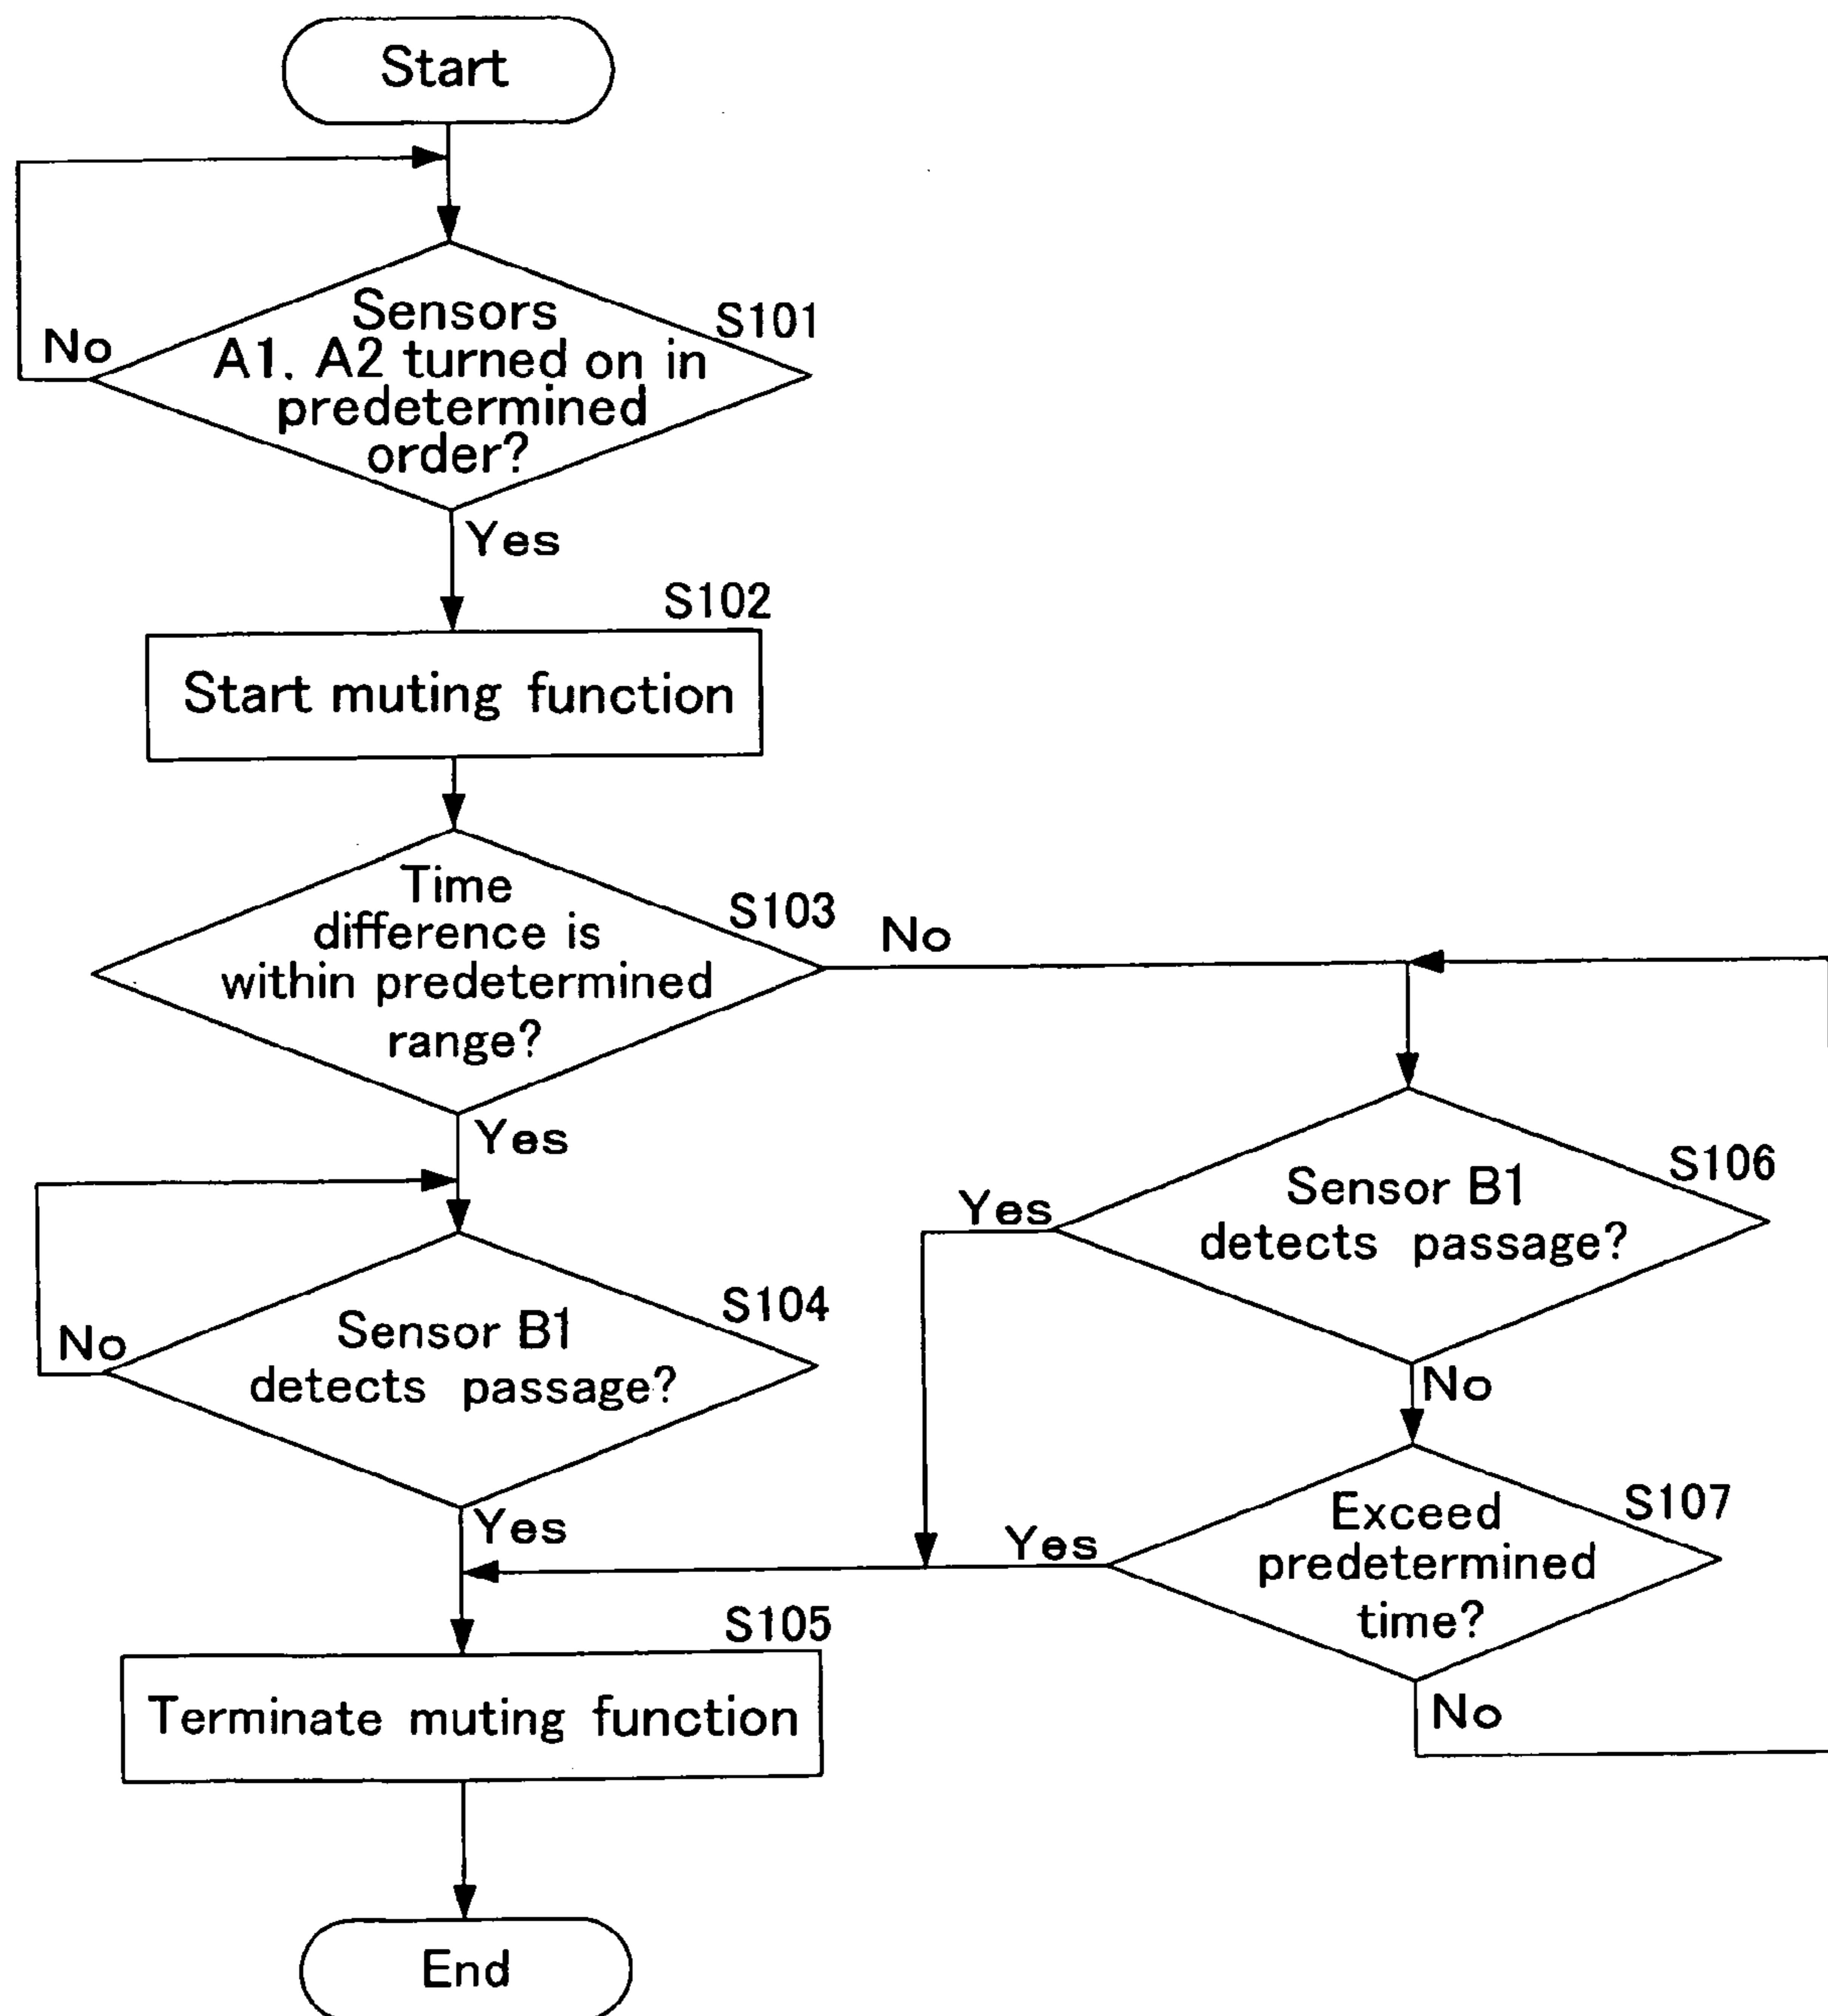 Start
Sensors
A1. A2 turned on in
predetermined
order?
S101
No
Yes
S102
Start muting function
Time
difference is
within predetermined
range?
S103
No
Yes
Sensor B1
detects passage?
S104
No
Yes
Sensor B1
detects passage?
S106
Yes
No
Exceed
predetermined
time?
S107
Yes
No
S105
Terminate muting function
End